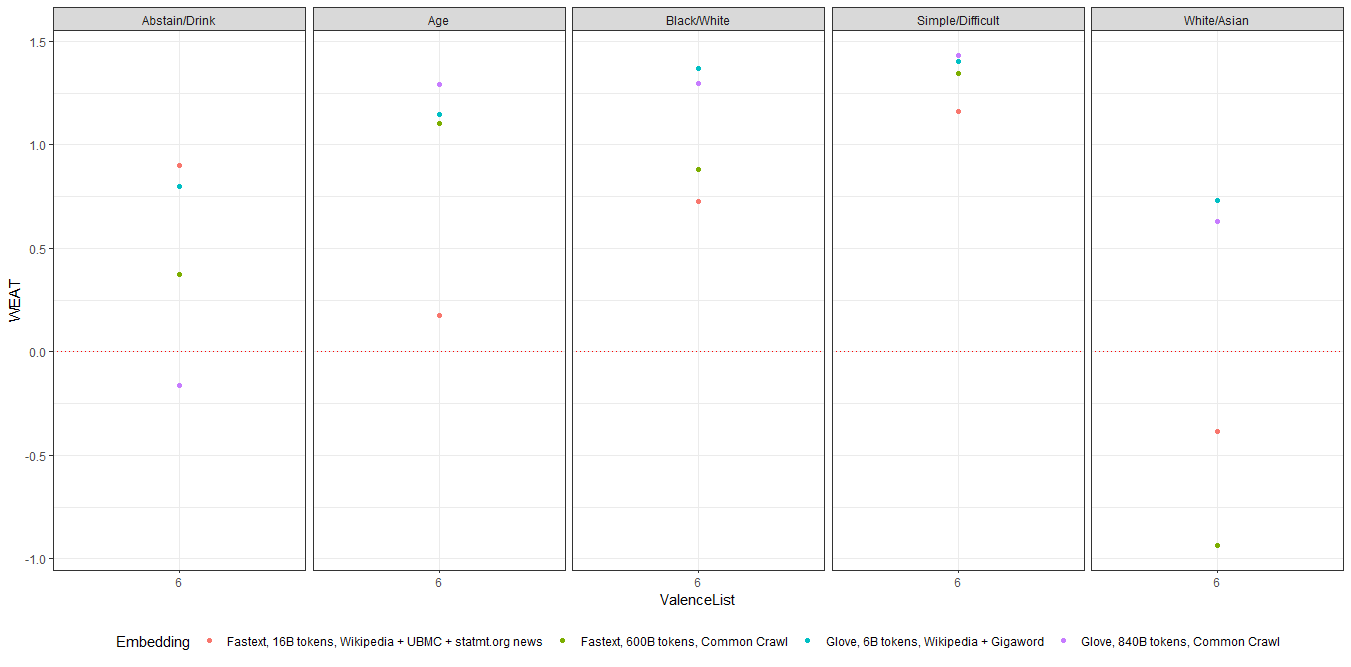 Abstain/Drink Age Black/White Simple/Difficult White/Asian
1.5
1.0
0.5
0.0
-0.5
-1.0
WEAT
6 6 6 6 6
ValenceList
Embedding Fastext, 16B tokens, Wikipedia + UBMC + statmt.org news Fastext, 600B tokens, Common Crawl Glove, 6B tokens, Wikipedia + Gigaword Glove, 840B tokens, Common Crawl